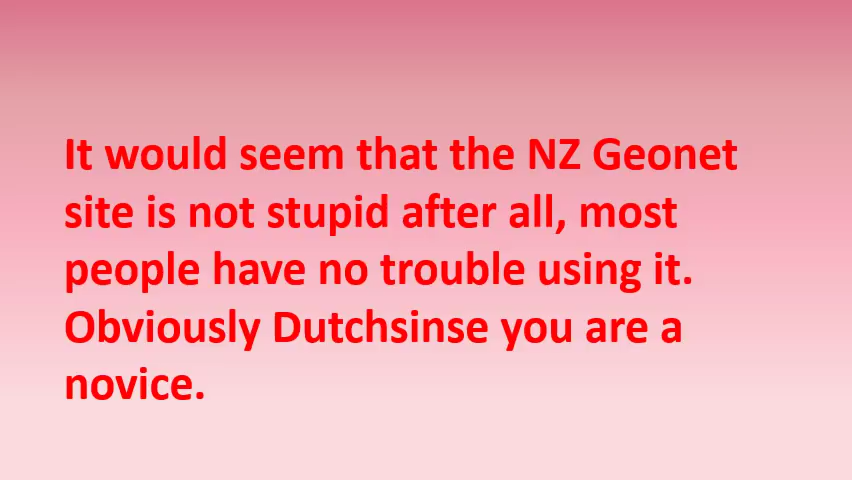 It would seem that the NZ Geonet
site is not stupid after all, most
people have no trouble using it.
Obviously Dutchsinse you are a
novice.